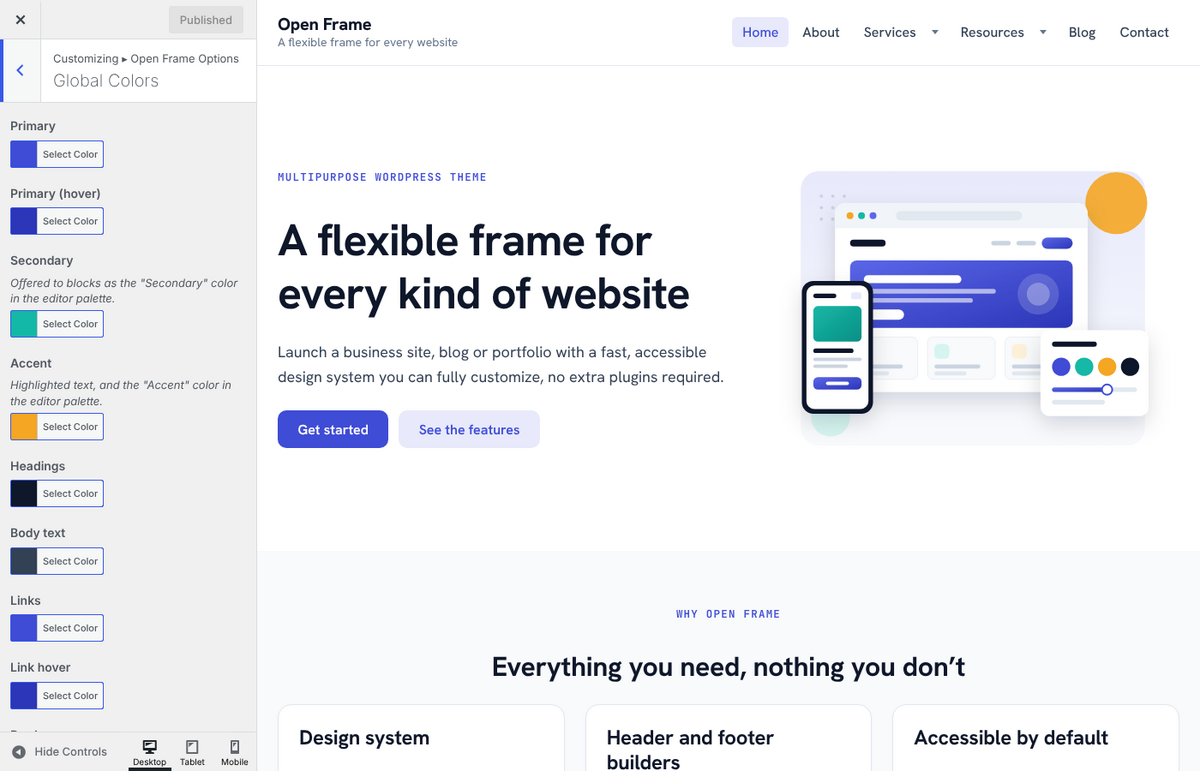 Published
Customizing ▸ Open Frame Options
Global Colors
Primary
Select Color
Primary (hover)
Select Color
Secondary
Offered to blocks as the "Secondary" color
in the editor palette.
Select Color
Accent
Highlighted text, and the "Accent" color in
the editor palette.
Select Color
Headings
Select Color
Body text
Select Color
Links
Select Color
Link hover
Select Color
Hide Controls
Desktop
Tablet
Mobile
Open Frame
A flexible frame for every website
Home
About
Services
Resources
Blog
Contact
MULTIPURPOSE WORDPRESS THEME
A flexible frame for
every kind of website
Launch a business site, blog or portfolio with a fast, accessible
design system you can fully customize, no extra plugins required.
Get started
See the features
WHY OPEN FRAME
Everything you need, nothing you don’t
Design system
Header and footer
builders
Accessible by default